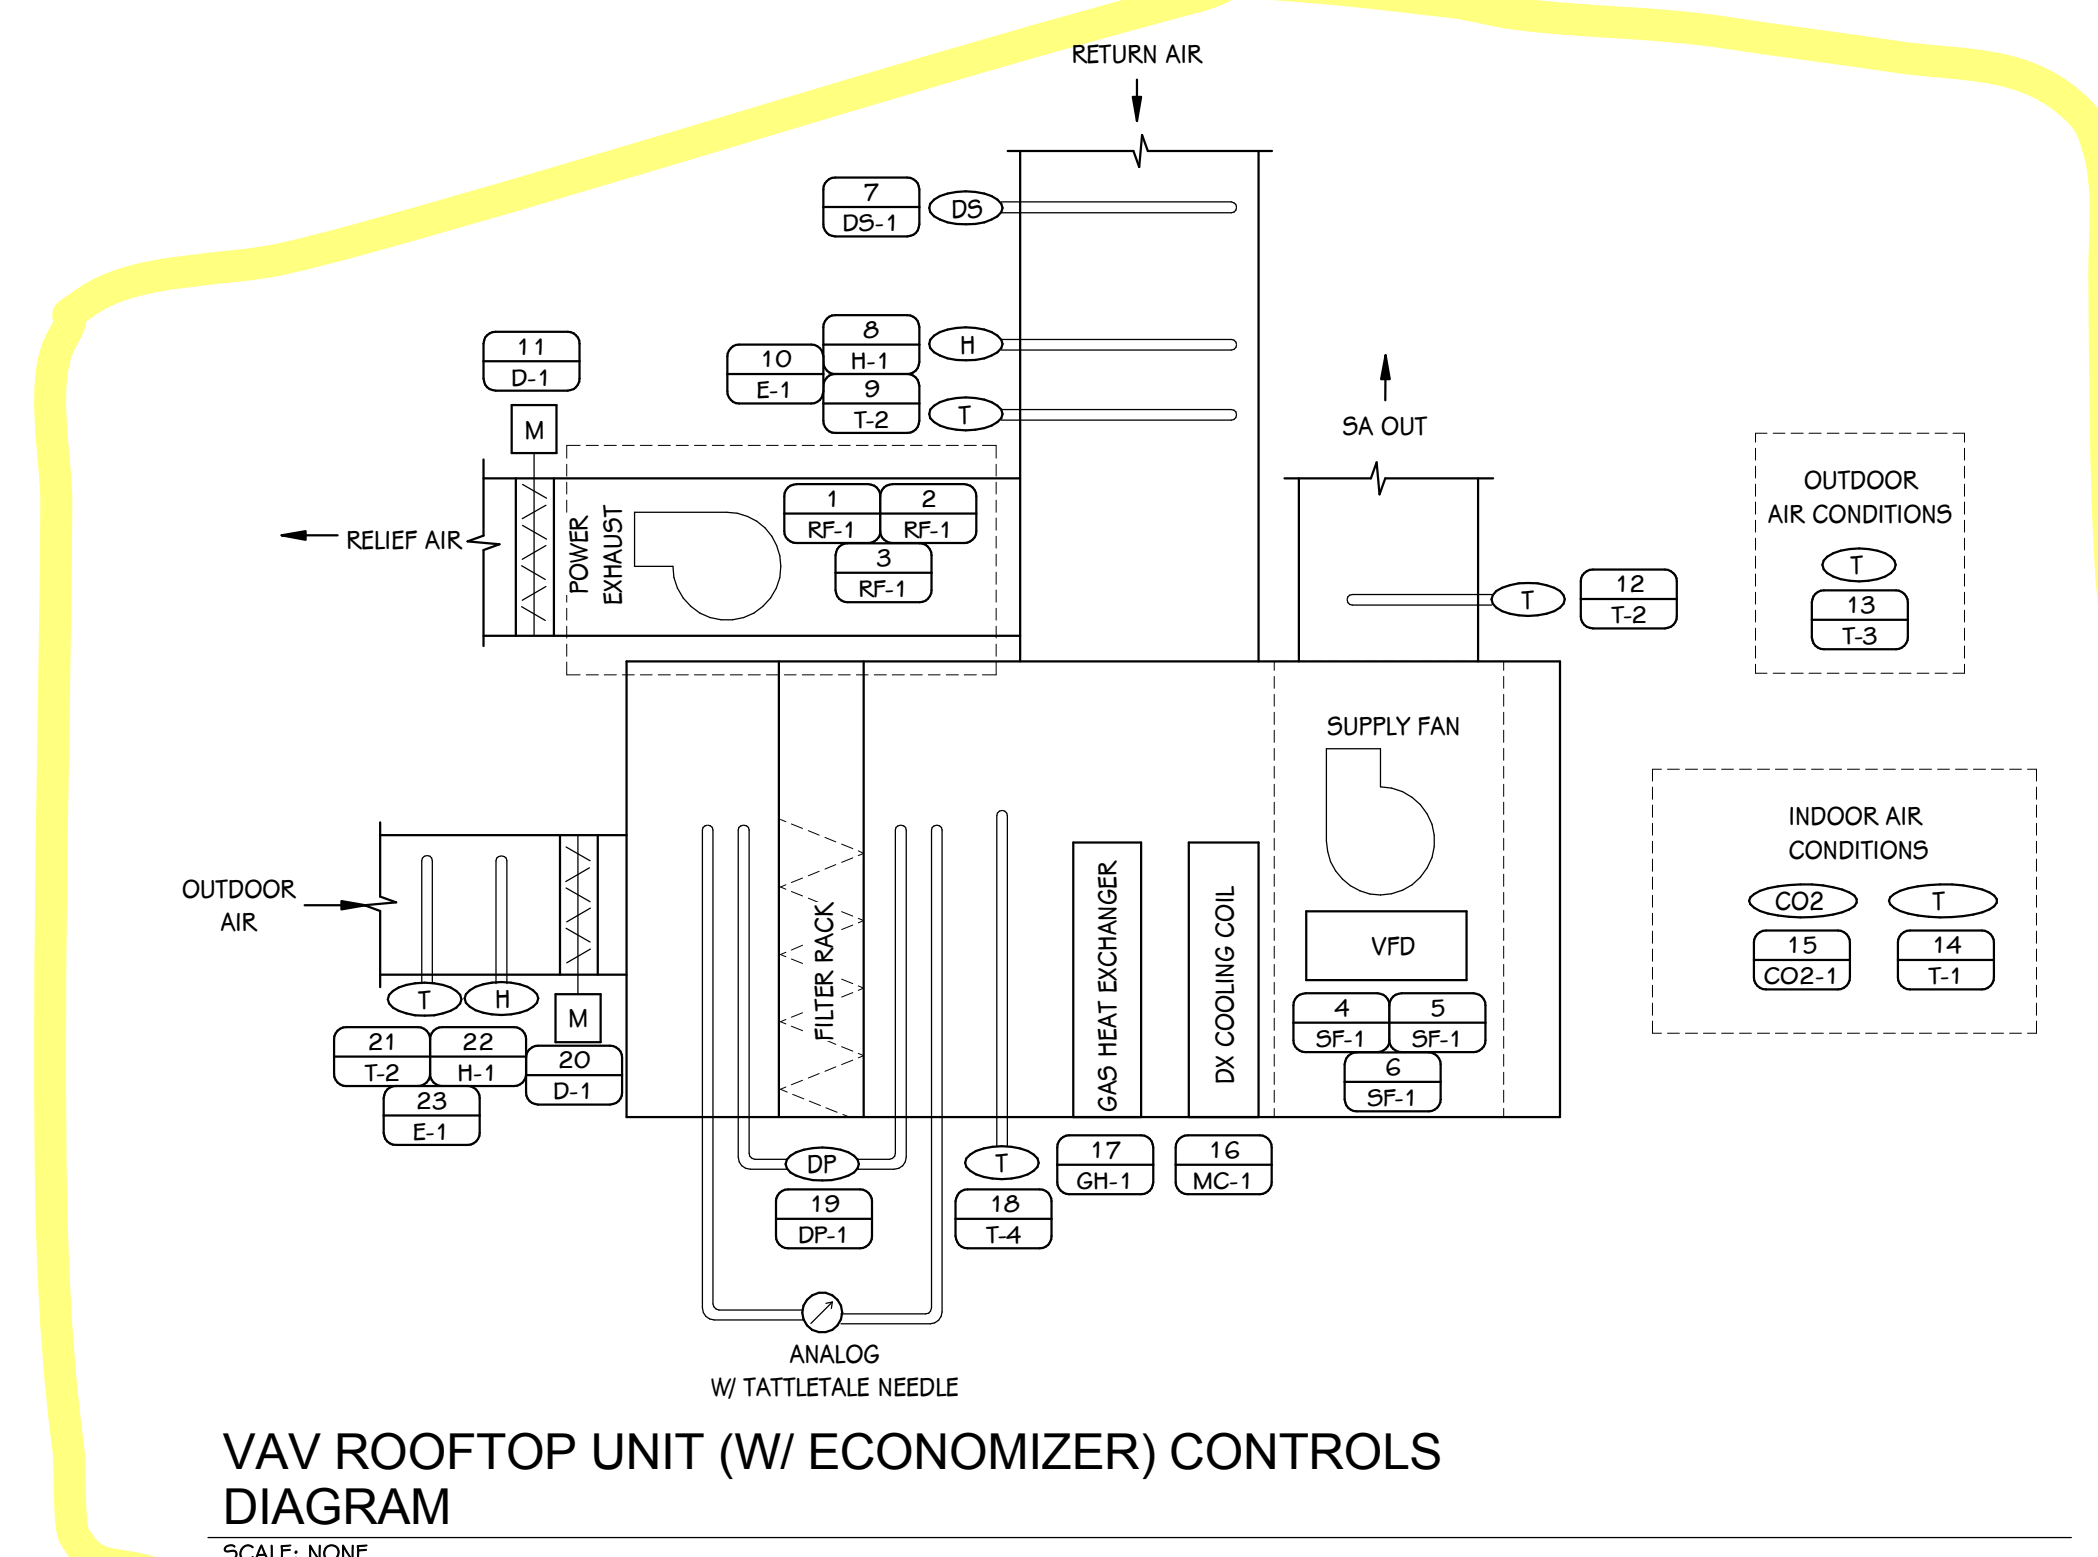 RETURN AIR
7
DS-1
DS
8
H-1
H
10
E-1
9
T-2
T
11
D-1
M
SA OUT
RELIEF AIR
POWER
EXHAUST
1
RF-1
2
RF-1
3
RF-1
T
12
T-2
OUTDOOR
AIR CONDITIONS
T
13
T-3
SUPPLY FAN
VFD
4
SF-1
5
SF-1
6
SF-1
INDOOR AIR
CONDITIONS
CO2
T
15
CO2-1
14
T-1
OUTDOOR
AIR
T
H
M
21
T-2
22
H-1
20
D-1
23
E-1
FILTER RACK
GAS HEAT EXCHANGER
DX COOLING COIL
DP
19
DP-1
T
18
T-4
17
GH-1
16
MC-1
ANALOG
W/ TATTLETALE NEEDLE
VAV ROOFTOP UNIT (W/ ECONOMIZER) CONTROLS
DIAGRAM
SCALE: NONE